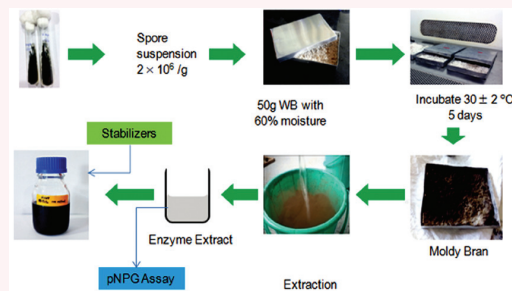 Spore
suspension
2 × 10⁶ /g
50g WB with
60% moisture
Incubate 30 ± 2 ºC
5 days
Stabilizers
Enzyme Extract
pNPG Assay
Extraction
Moldy Bran